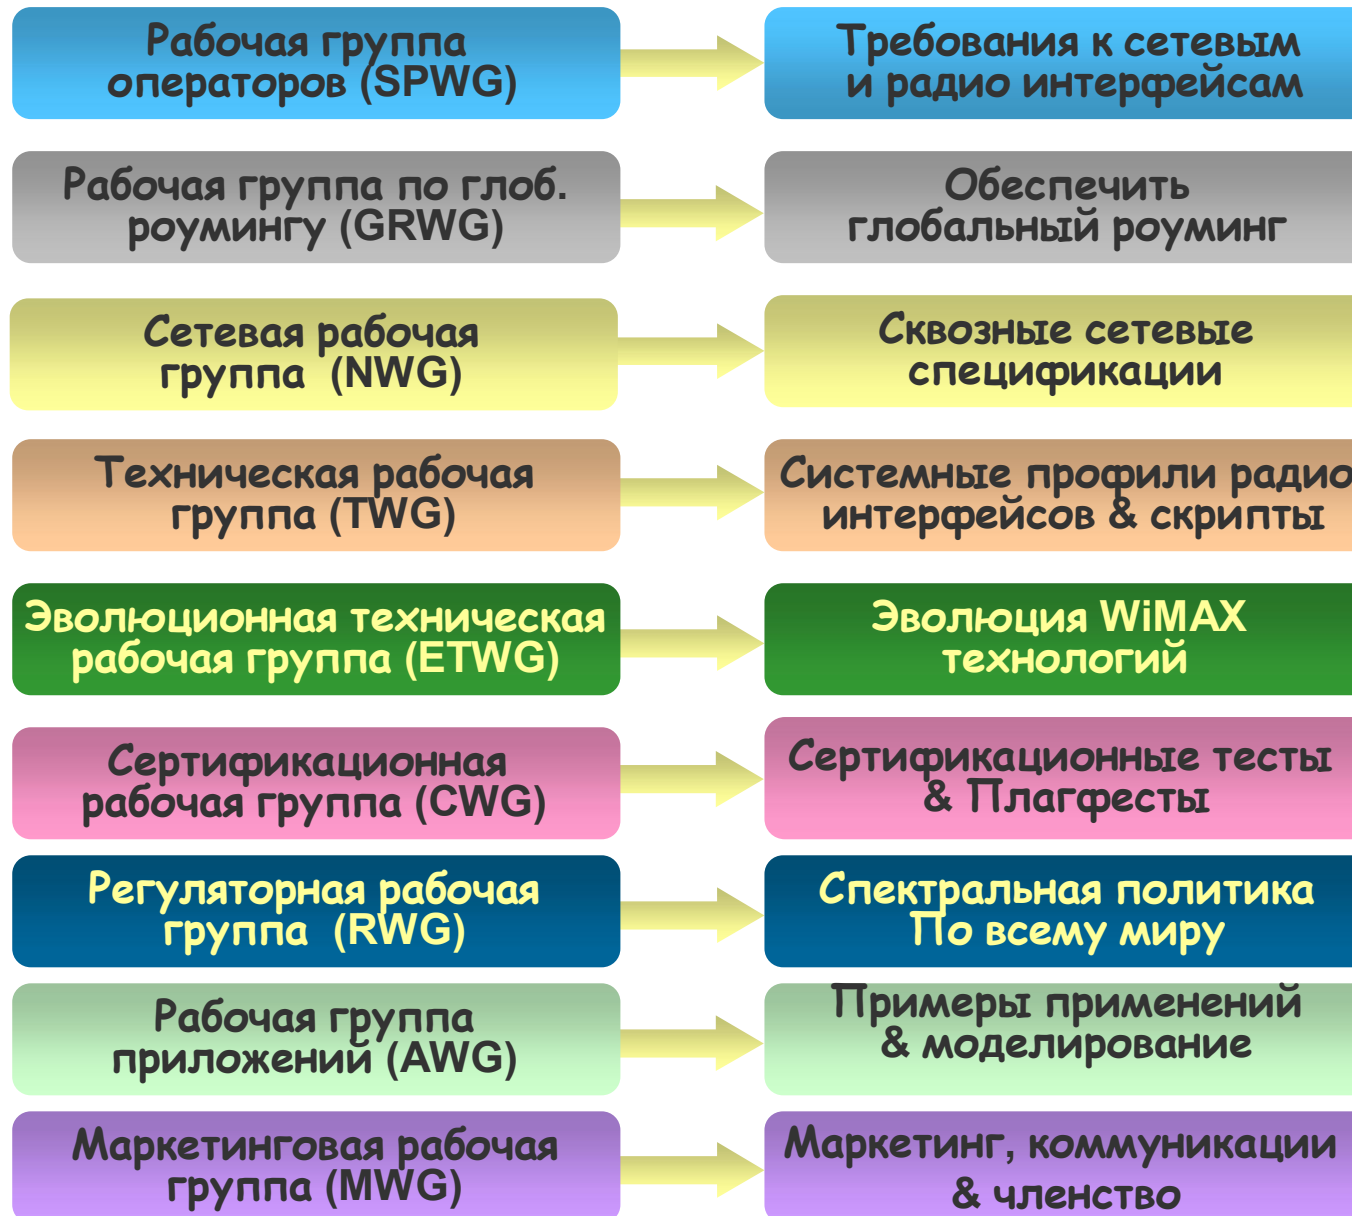 Рабочая группа
операторов (SPWG)
Требования к сетевым
и радио интерфейсам
Рабочая группа по глоб.
роумингу (GRWG)
Обеспечить
глобальный роуминг
Сетевая рабочая
группа (NWG)
Сквозные сетевые
спецификации
Техническая рабочая
группа (TWG)
Системные профили радио
интерфейсов & скрипты
Эволюционная техническая
рабочая группа (ETWG)
Эволюция WiMAX
технологий
Сертификационная
рабочая группа (CWG)
Сертификационные тесты
& Плагфесты
Регуляторная рабочая
группа (RWG)
Спектральная политика
По всему миру
Рабочая группа
приложений (AWG)
Примеры применений
& моделирование
Маркетинговая рабочая
группа (MWG)
Маркетинг, коммуникации
& членство